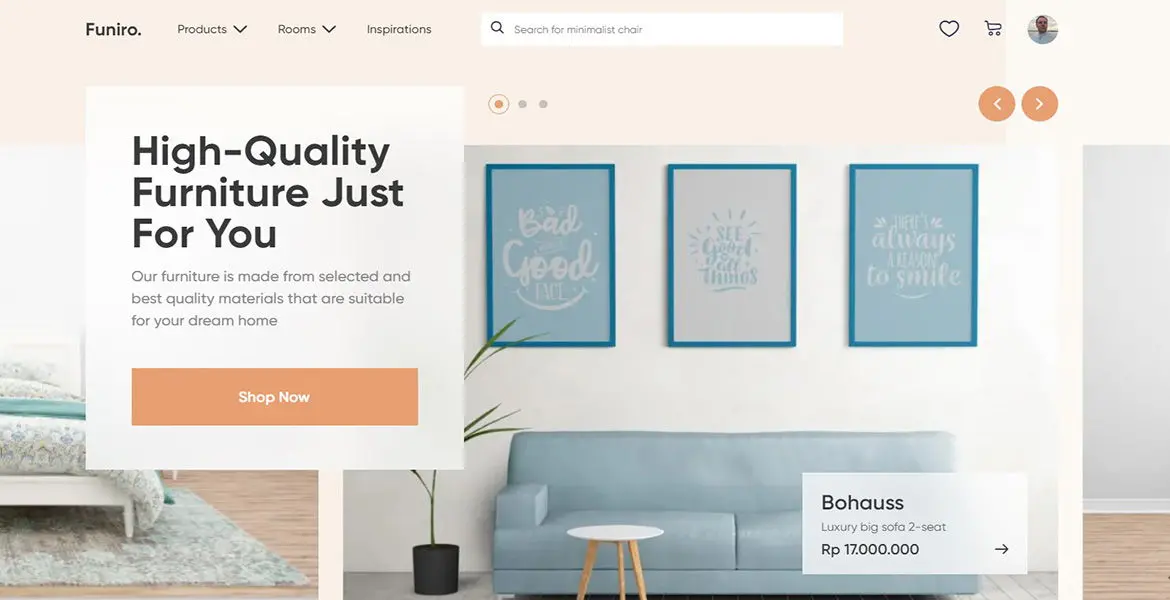 Funiro.
Products
Rooms
Inspirations
Search for minimalist chair
High-Quality
Furniture Just
For You
Our furniture is made from selected and
best quality materials that are suitable
for your dream home
Shop Now
Bad
Good
FACE
SEE
Good
all
Things
THERE'S
always
A REASON
to smile
Bohauss
Luxury big sofa 2-seat
Rp 17.000.000